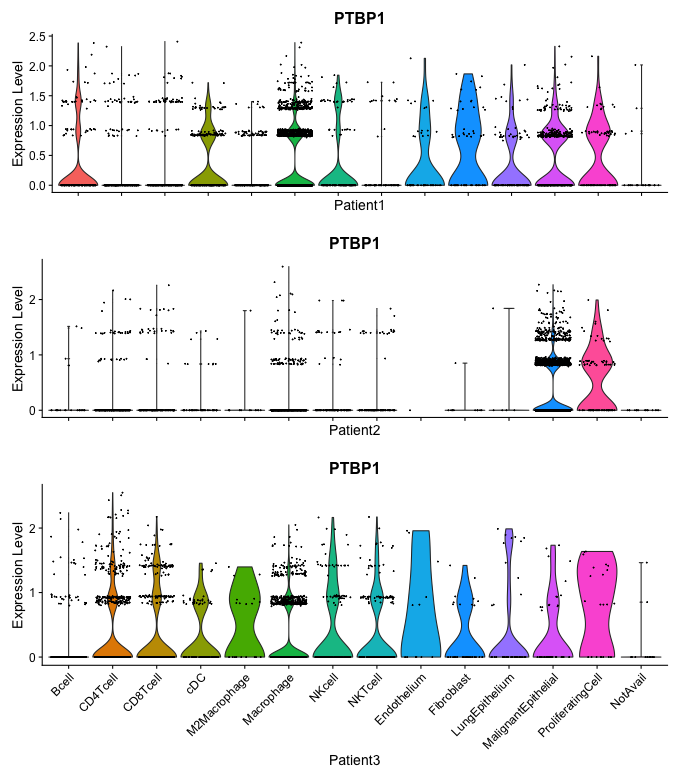 PTBP1
Expression Level
2.5
2.0
1.5
1.0
0.5
0.0
Patient1
PTBP1
Expression Level
2
1
0
Patient2
PTBP1
Expression Level
2
1
0
Bcell
CD4Tcell
CD8Tcell
cDC
M2Macrophage
Macrophage
NKcell
NKTcell
Endothelium
Fibroblast
LungEpithelium
MalignantEpithelial
ProliferatingCell
NotAvail
Patient3